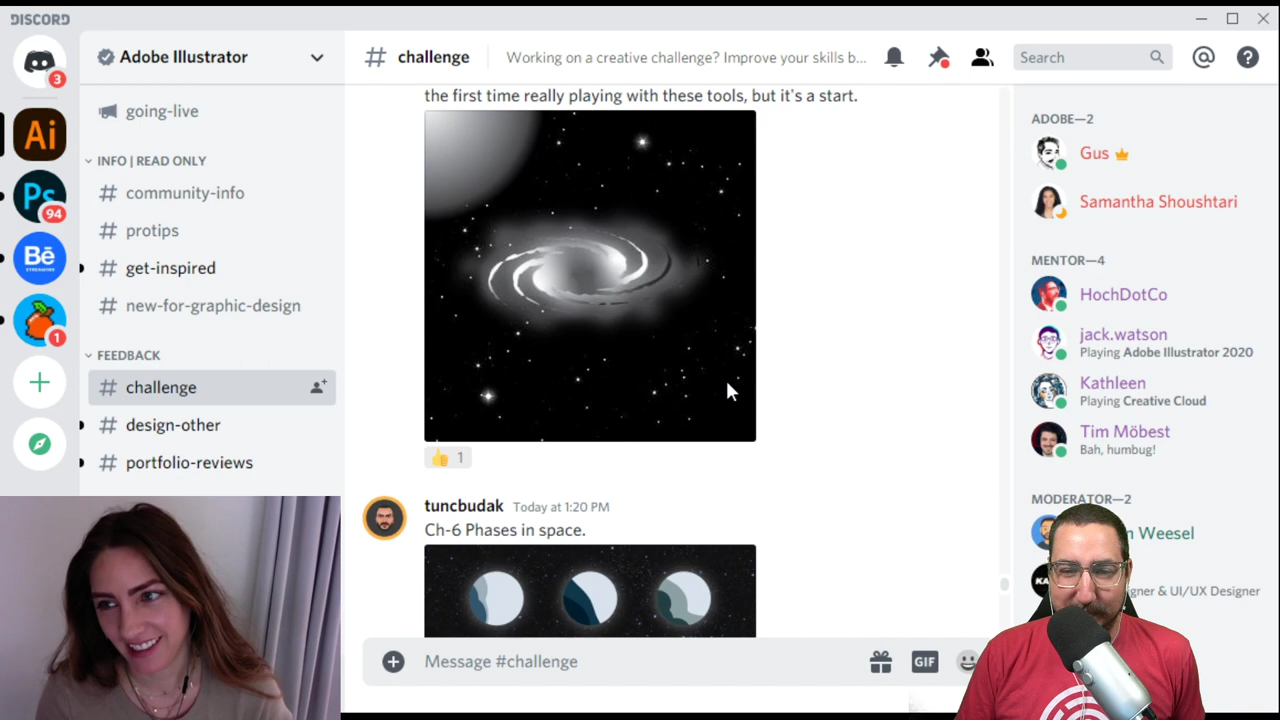 DISCORD
3
Adobe Illustrator
# challenge
Working on a creative challenge? Improve your skills b...
Search
going-live
INFO | READ ONLY
# community-info
# protips
# get-inspired
# new-for-graphic-design
FEEDBACK
# challenge
# design-other
# portfolio-reviews
Ai
Ps
94
Bē
1
the first time really playing with these tools, but it's a start.
1
tuncbudak Today at 1:20 PM
Ch-6 Phases in space.
Message #challenge
GIF
ADOBE—2
Gus
Samantha Shoushtari
MENTOR—4
HochDotCo
jack.watson
Playing Adobe Illustrator 2020
Kathleen
Playing Creative Cloud
Tim Möbest
Bah, humbug!
MODERATOR—2
Weesel
igner & UI/UX Designer